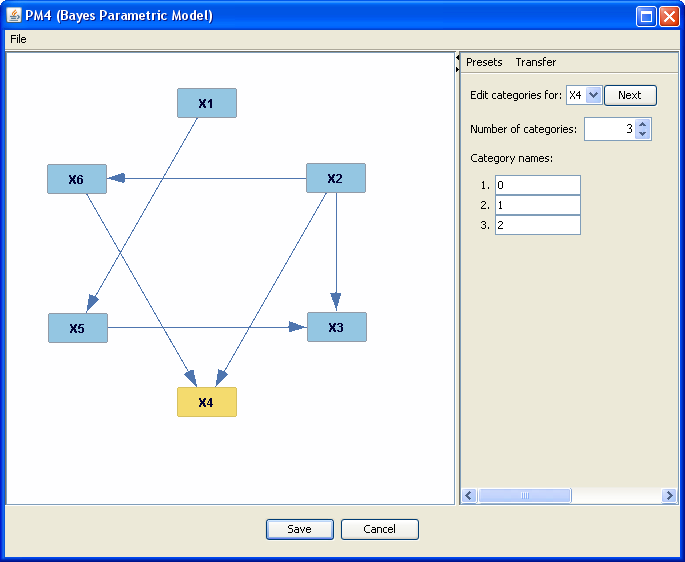 PM4 (Bayes Parametric Model)
File
X1
X6
X2
X5
X3
X4
Presets Transfer
Edit categories for: X4 Next
Number of categories: 3
Category names:
1. 0
2. 1
3. 2
Save Cancel